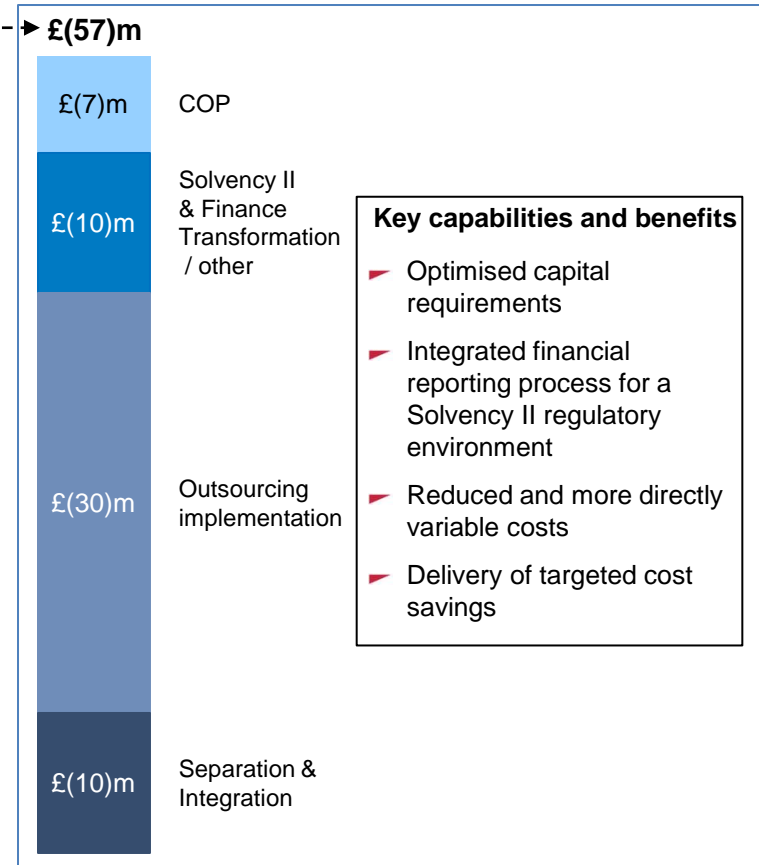 £(57)m
£(7)m
COP
£(10)m
Solvency II
& Finance
Transformation
/ other
£(30)m
Outsourcing
implementation
£(10)m
Separation &
Integration
Key capabilities and benefits
Optimised capital
requirements
Integrated financial
reporting process for a
Solvency II regulatory
environment
Reduced and more directly
variable costs
Delivery of targeted cost
savings